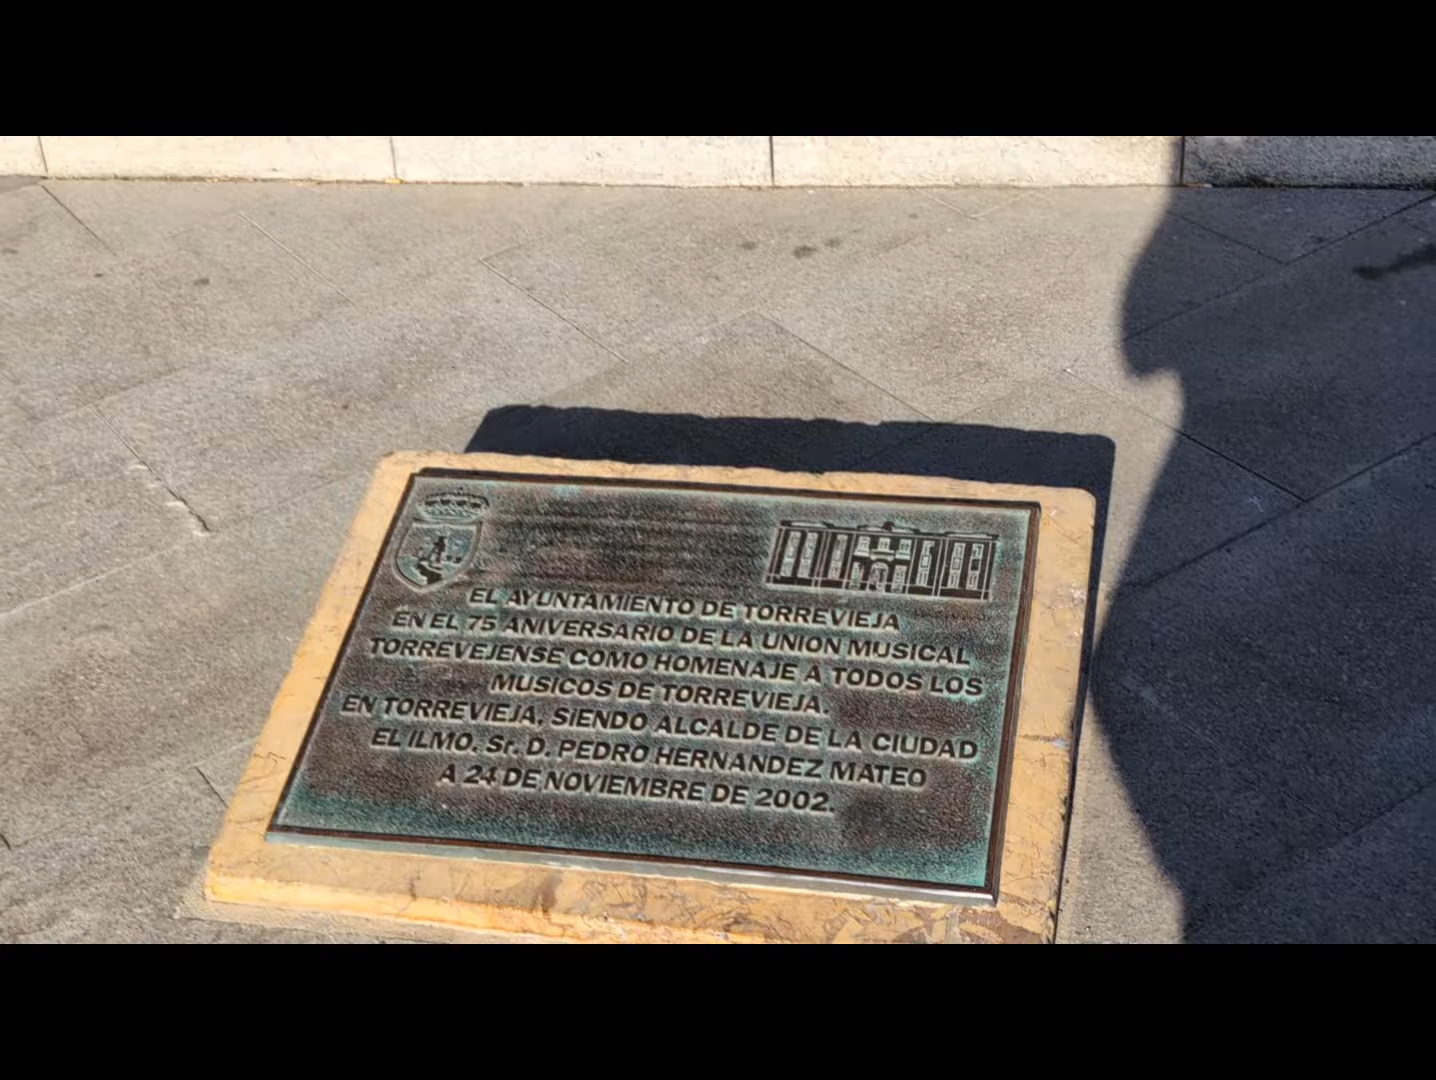 EL AYUNTAMIENTO DE TORREVIEJA
EN EL 75 ANIVERSARIO DE LA UNION MUSICAL
TORREVEJENSE COMO HOMENAJE A TODOS LOS
MUSICOS DE TORREVIEJA.
EN TORREVIEJA, SiENDO ALCALDE DE LA CIUDAD
EL ILMO. Sr. D. PEDRO HERNANDEZ MATEO
A 24 DE NOVIEMBRE DE 2002.